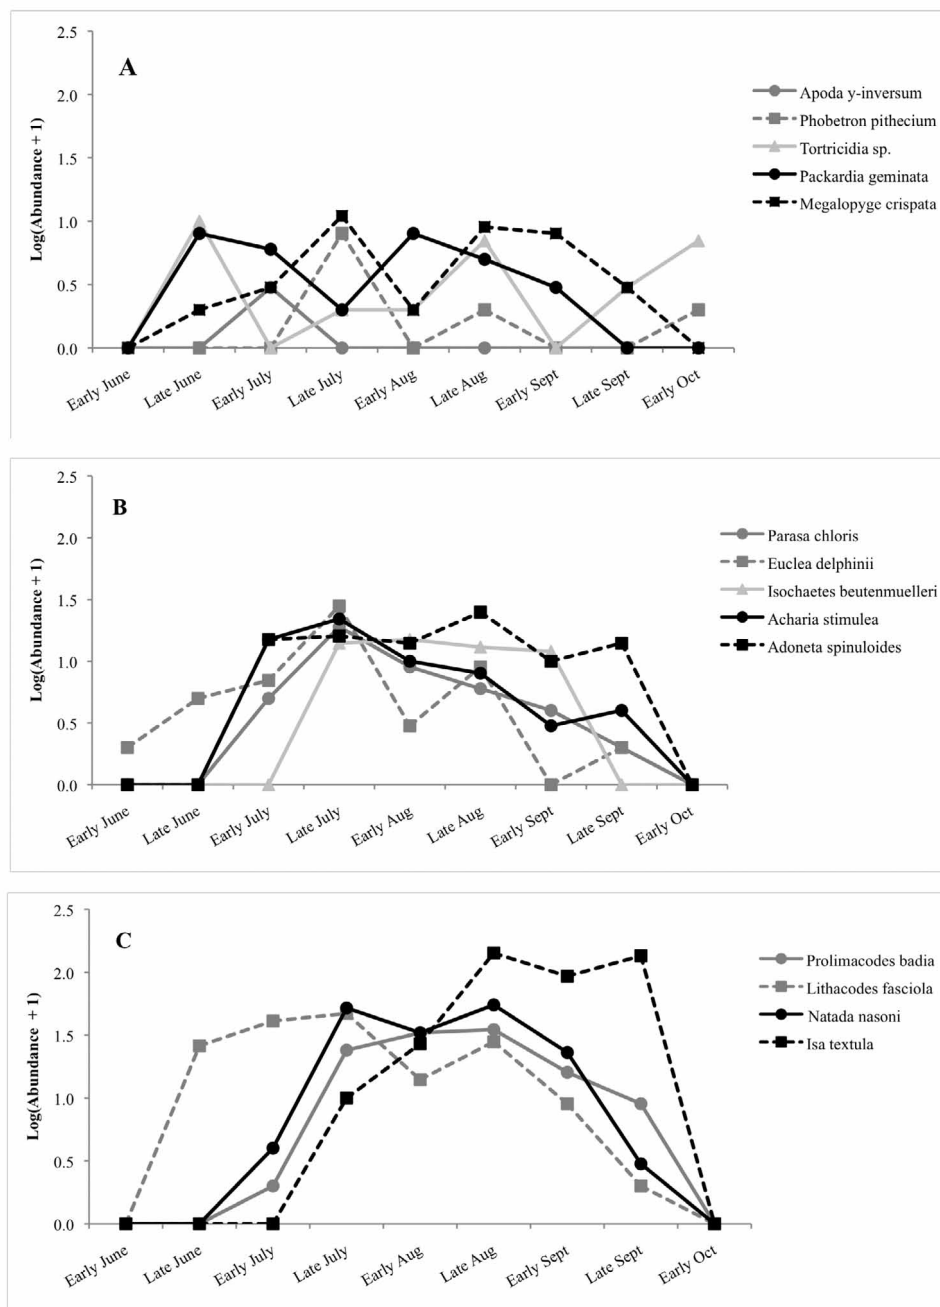 A
Log(Abundance + 1)
2.5
2.0
1.5
1.0
0.5
0.0
Early June
Late June
Early July
Late July
Early Aug
Late Aug
Early Sept
Late Sept
Early Oct
Apoda y-inversum
Phobetron pithecium
Tortricidia sp.
Packardia geminata
Megalopyge crispata
B
Log(Abundance + 1)
2.5
2.0
1.5
1.0
0.5
0.0
Early June
Late June
Early July
Late July
Early Aug
Late Aug
Early Sept
Late Sept
Early Oct
Parasa chloris
Euclea delphinii
Isochaetes beutenmuelleri
Acharia stimulea
Adoneta spinuloides
C
Log(Abundance + 1)
2.5
2.0
1.5
1.0
0.5
0.0
Early June
Late June
Early July
Late July
Early Aug
Late Aug
Early Sept
Late Sept
Early Oct
Prolimacodes badia
Lithacodes fasciola
Natada nasoni
Isa textula